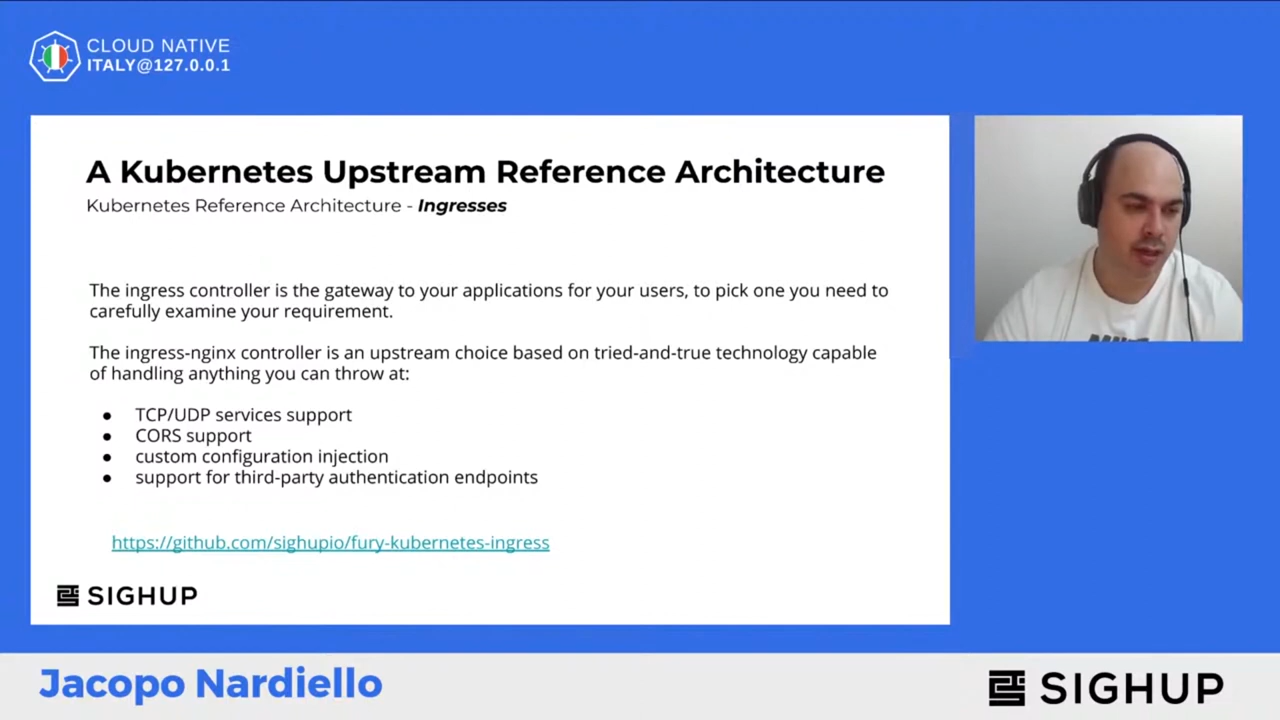 CLOUD NATIVE
ITALY@127.0.0.1
A Kubernetes Upstream Reference Architecture
Kubernetes Reference Architecture - Ingresses
The ingress controller is the gateway to your applications for your users, to pick one you need to
carefully examine your requirement.
The ingress-nginx controller is an upstream choice based on tried-and-true technology capable
of handling anything you can throw at:
● TCP/UDP services support
● CORS support
● custom configuration injection
● support for third-party authentication endpoints
https://github.com/sighupio/fury-kubernetes-ingress
SIGHUP
Jacopo Nardiello
SIGHUP